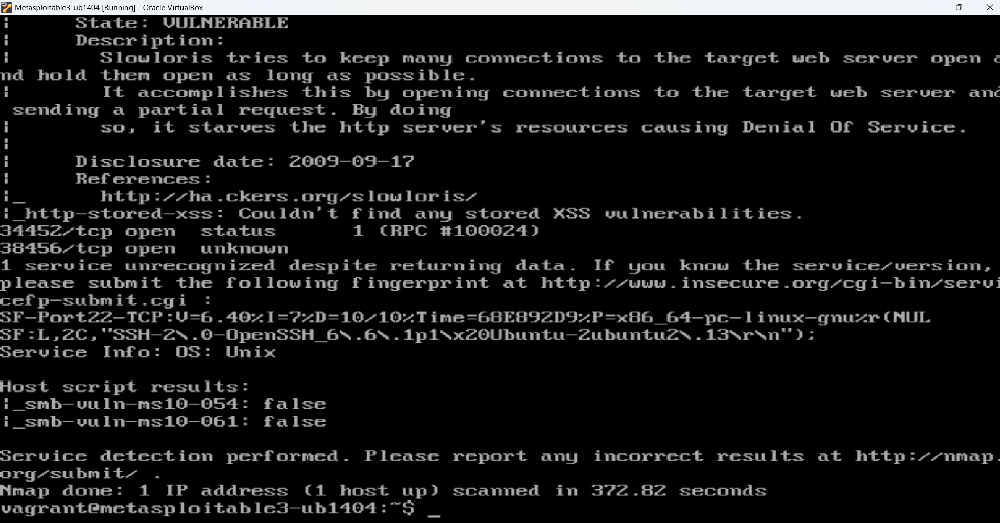 Metasploitable3-ub1404 [Running] - Oracle VirtualBox
|       State: VULNERABLE
|       Description:
|         Slowloris tries to keep many connections to the target web server open a
nd hold them open as long as possible.
|         It accomplishes this by opening connections to the target web server and
 sending a partial request. By doing
|         so, it starves the http server's resources causing Denial Of Service.
|
|       Disclosure date: 2009-09-17
|       References:
|_        http://ha.ckers.org/slowloris/
|_http-stored-xss: Couldn't find any stored XSS vulnerabilities.
34452/tcp open  status      1 (RPC #100024)
38456/tcp open  unknown
1 service unrecognized despite returning data. If you know the service/version,
please submit the following fingerprint at http://www.insecure.org/cgi-bin/servi
cefp-submit.cgi :
SF-Port22-TCP:V=6.40%I=7%D=10/10%Time=68E892D9%P=x86_64-pc-linux-gnu%r(NUL
SF:L,2C,"SSH-2\.0-OpenSSH_6\.6\.1p1\x20Ubuntu-2ubuntu2\.13\r\n");
Service Info: OS: Unix
Host script results:
|_smb-vuln-ms10-054: false
|_smb-vuln-ms10-061: false
Service detection performed. Please report any incorrect results at http://nmap.
org/submit/ .
Nmap done: 1 IP address (1 host up) scanned in 372.82 seconds
vagrant@metasploitable3-ub1404:~$ _